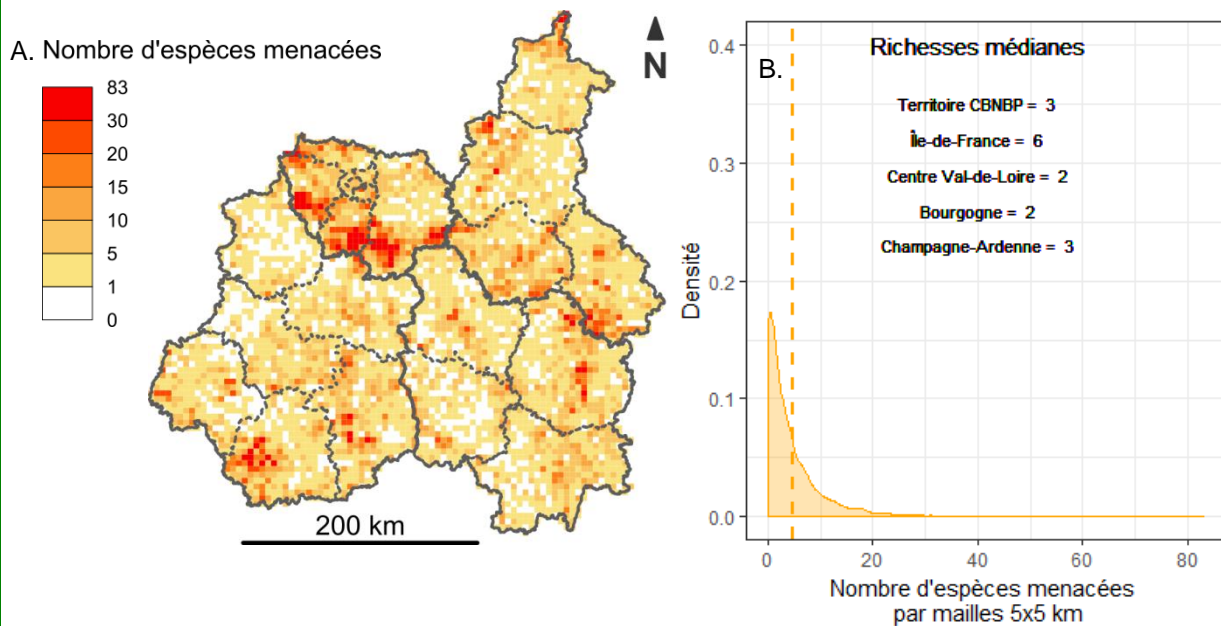 A. Nombre d'espèces menacées
83
30
20
15
10
5
1
0
N
200 km
B.
Richesses médianes
Territoire CBNBP = 3
Île-de-France = 6
Centre Val-de-Loire = 2
Bourgogne = 2
Champagne-Ardenne = 3
Densité
0.4
0.3
0.2
0.1
0.0
0 20 40 60 80
Nombre d'espèces menacées
par mailles 5x5 km